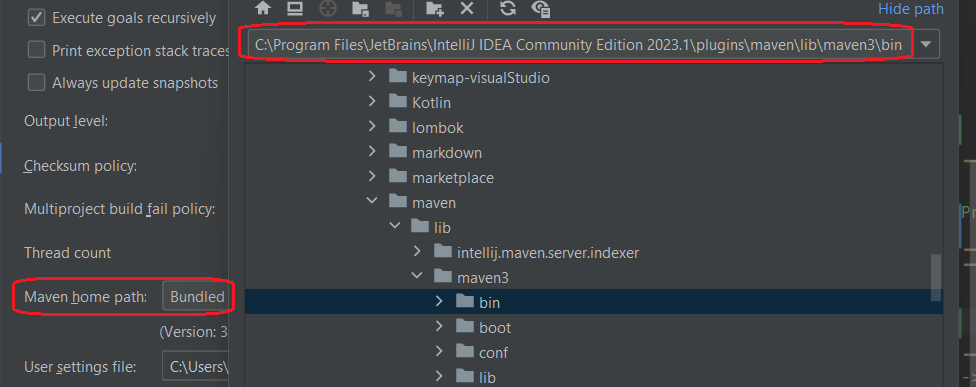 Execute goals recursively
Print exception stack traces
Always update snapshots
Output level:
Checksum policy:
Multiproject build fail policy:
Thread count
Maven home path: Bundled
(Version: 3
User settings file: C:\Users\
Hide path
C:\Program Files\JetBrains\IntelliJ IDEA Community Edition 2023.1\plugins\maven\lib\maven3\bin
keymap-visualStudio
Kotlin
lombok
markdown
marketplace
maven
lib
intellij.maven.server.indexer
maven3
bin
boot
conf
lib